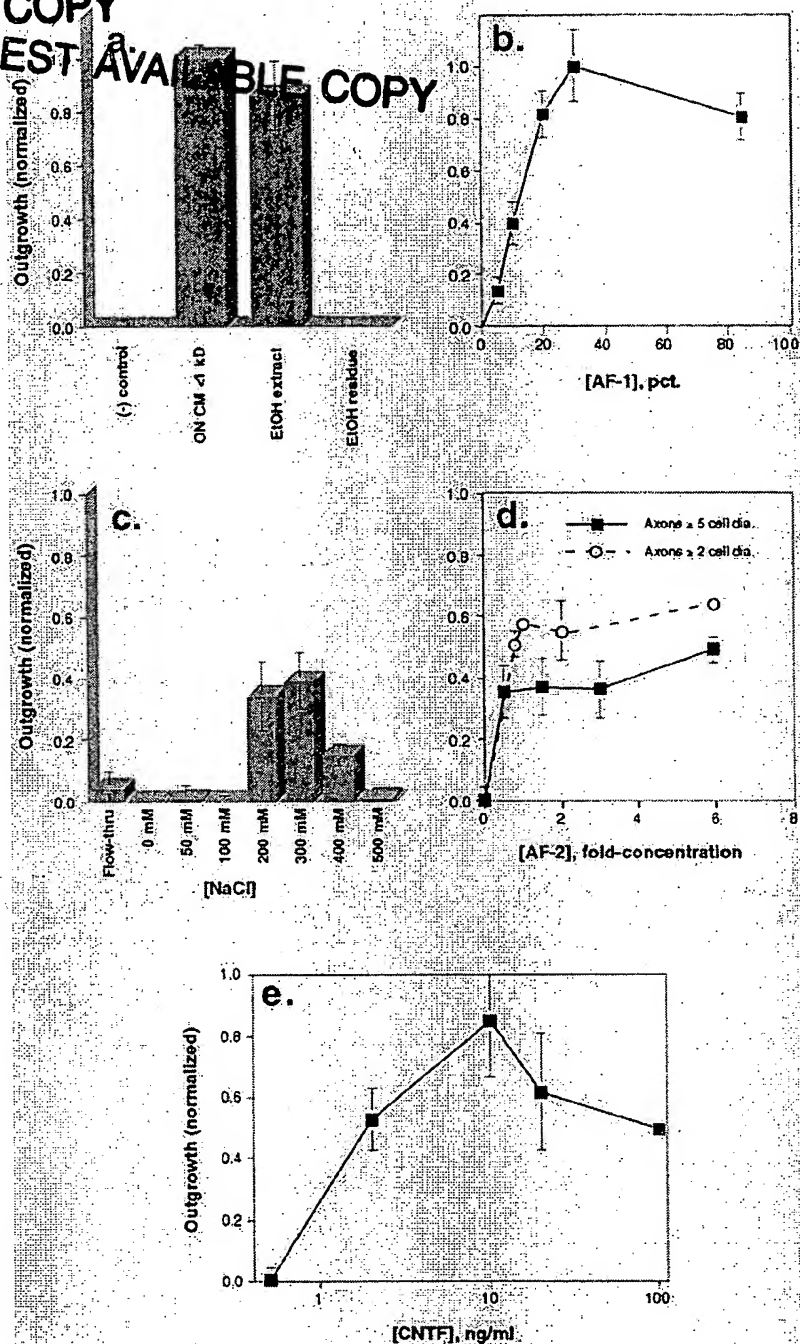 COPY
EST AVAILABLE COPY
a.
Outgrowth (normalized)
0.8
0.6
0.4
0.2
0.0
(-) control
ON CM <1 kD
EtOH extract
EtOH residue
b.
1.0
0.8
0.6
0.4
0.2
0.0
0 20 40 60 80 100
[AF-1], pct.
c.
Outgrowth (normalized)
1.0
0.8
0.6
0.4
0.2
0.0
Flow-thru
0 mM
50 mM
100 mM
200 mM
300 mM
400 mM
500 mM
[NaCl]
d.
Axons ≥ 5 cell dia.
Axons ≥ 2 cell dia.
1.0
0.8
0.6
0.4
0.2
0.0
0 2 4 6 8
[AF-2], fold-concentration
e.
Outgrowth (normalized)
1.0
0.8
0.6
0.4
0.2
0.0
1 10 100
[CNTF], ng/ml